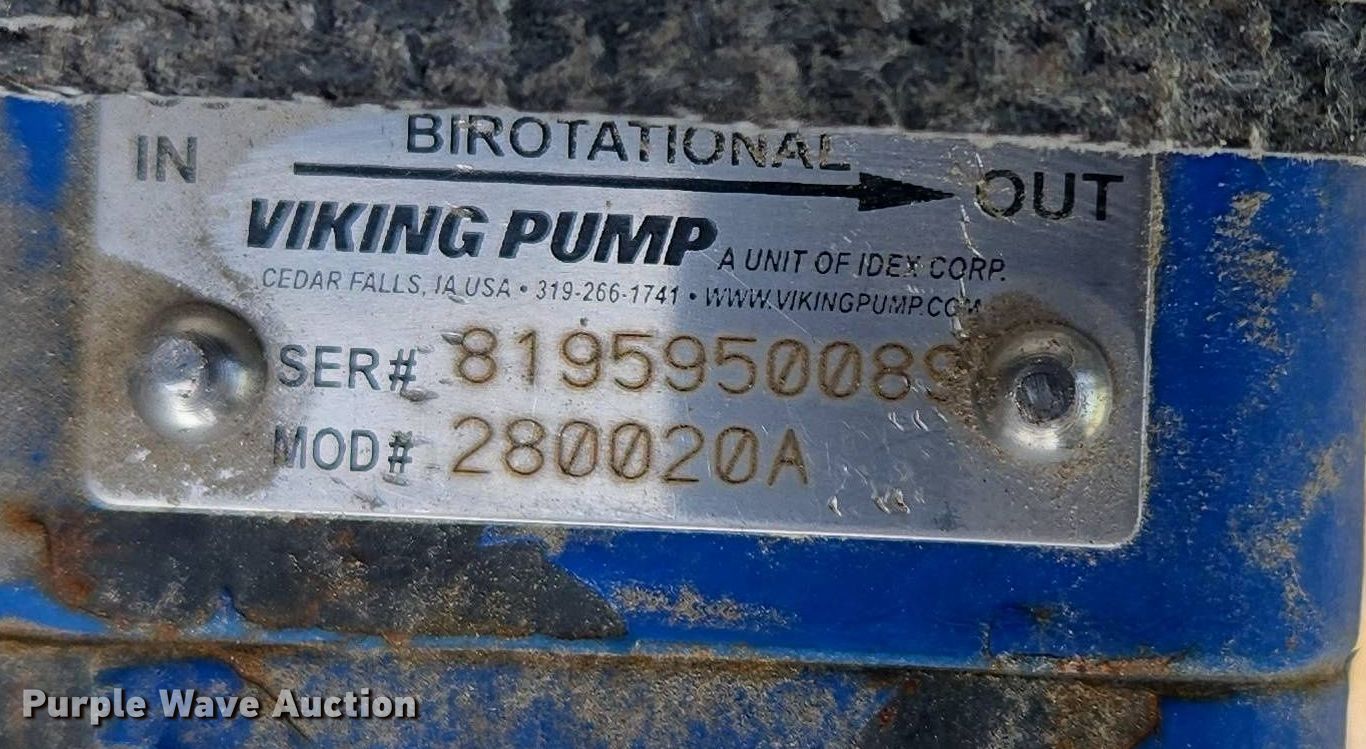 BIROTATIONAL
IN OUT
VIKING PUMP A UNIT OF IDEX CORP.
CEDAR FALLS, IA USA • 319-266-1741 • WWW.VIKINGPUMP.COM
SER# 8195950089
MOD# 280020A
Purple Wave Auction